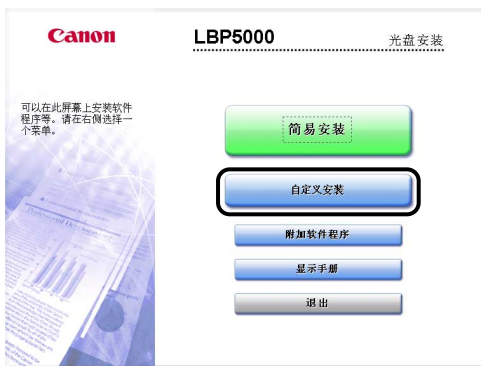 Canon
LBP5000
光盘安装
可以在此屏幕上安装软件
程序等。请在右侧选择一
个菜单。
简易安装
自定义安装
附加软件程序
显示手册
退出
Professional Development